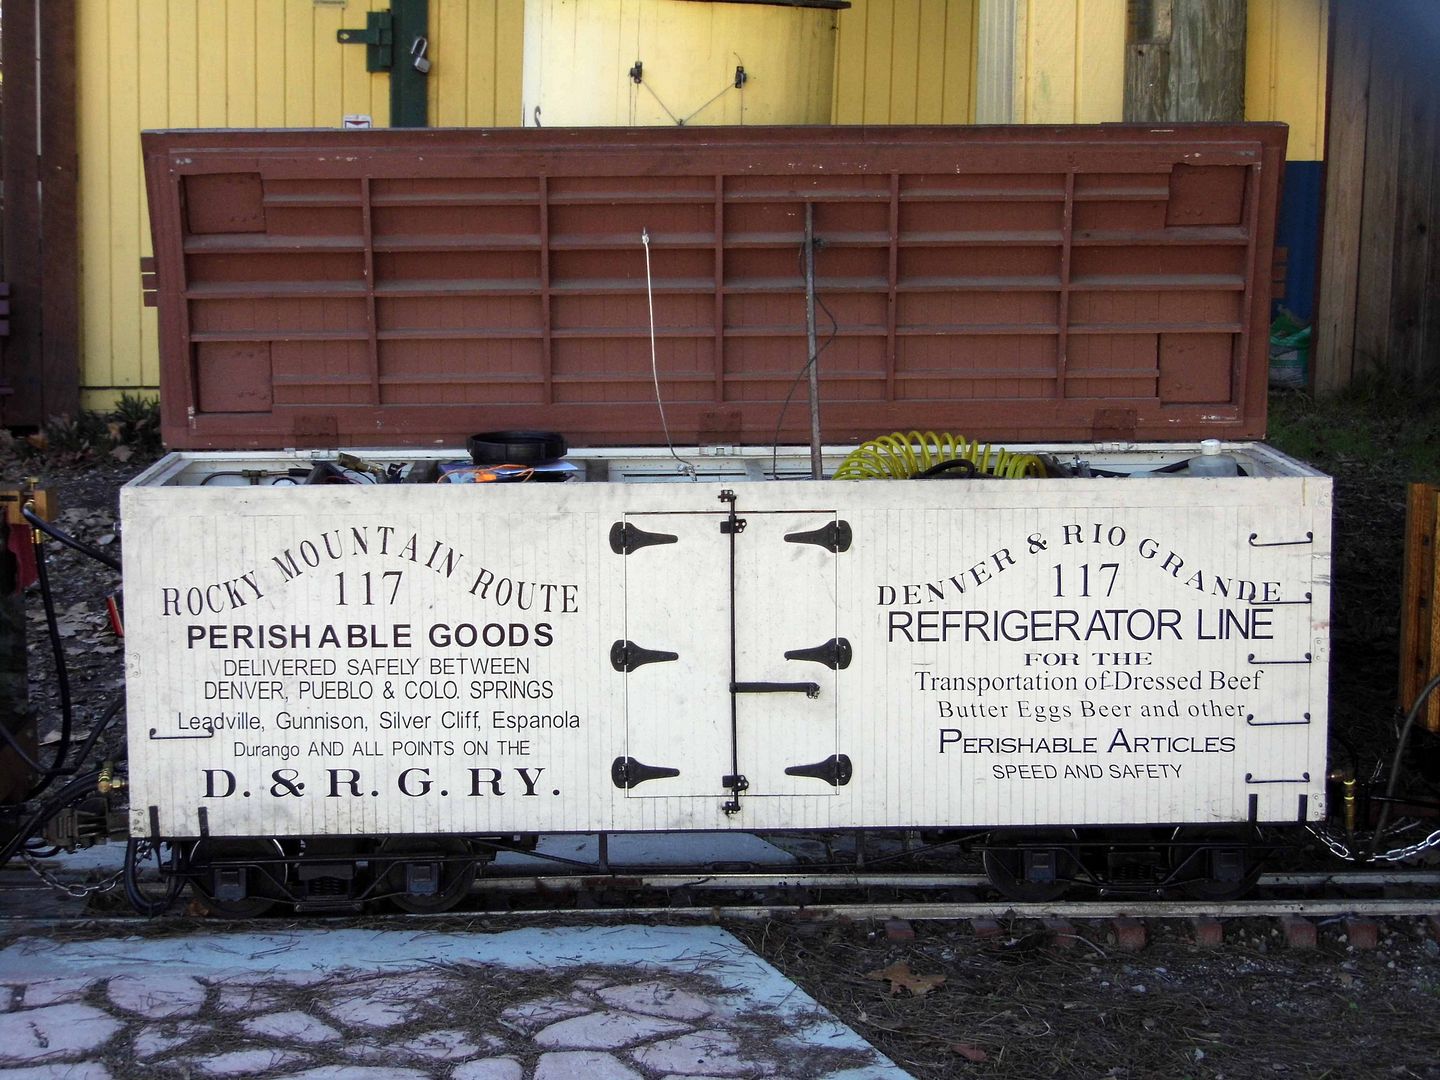 ROCKY MOUNTAIN ROUTE
117
PERISHABLE GOODS
DELIVERED SAFELY BETWEEN
DENVER, PUEBLO & COLO. SPRINGS
Leadville, Gunnison, Silver Cliff, Espanola
Durango AND ALL POINTS ON THE
D. & R. G. RY.
DENVER & RIO GRANDE
117
REFRIGERATOR LINE
FOR THE
Transportation of Dressed Beef
Butter Eggs Beer and other
PERISHABLE ARTICLES
SPEED AND SAFETY